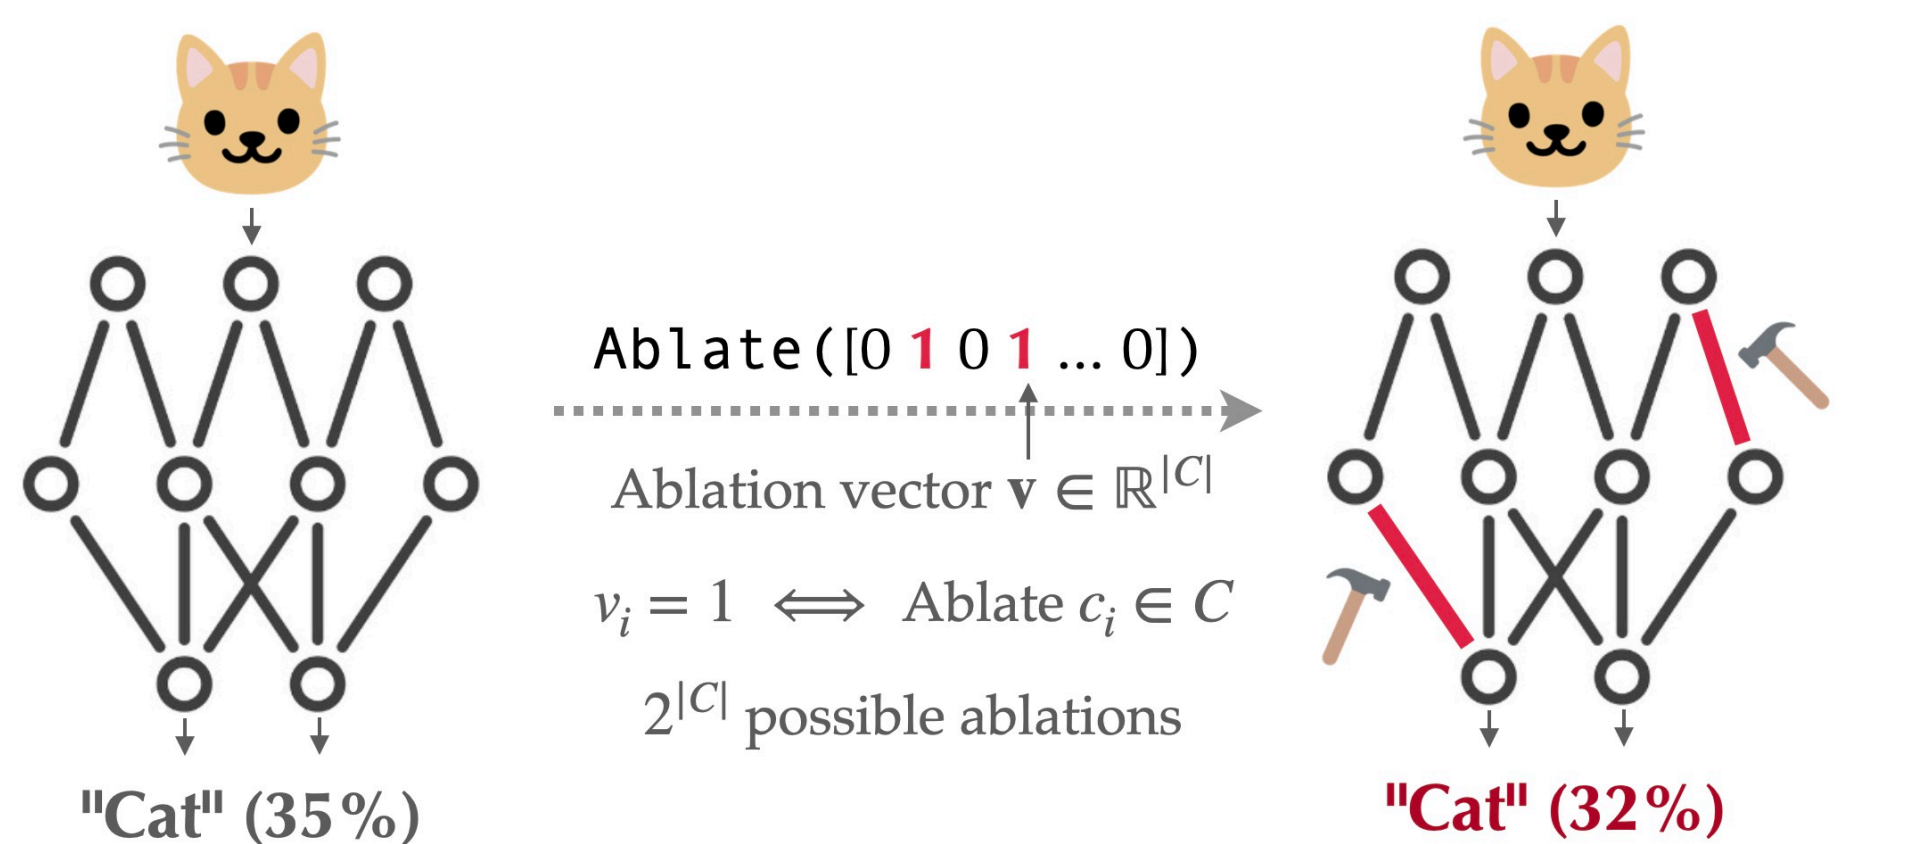 Ablate([0 1 0 1 ... 0])
Ablation vector v ∈ ℝ^|C|
v_i = 1 ⟺ Ablate c_i ∈ C
2^|C| possible ablations
"Cat" (35%)
"Cat" (32%)